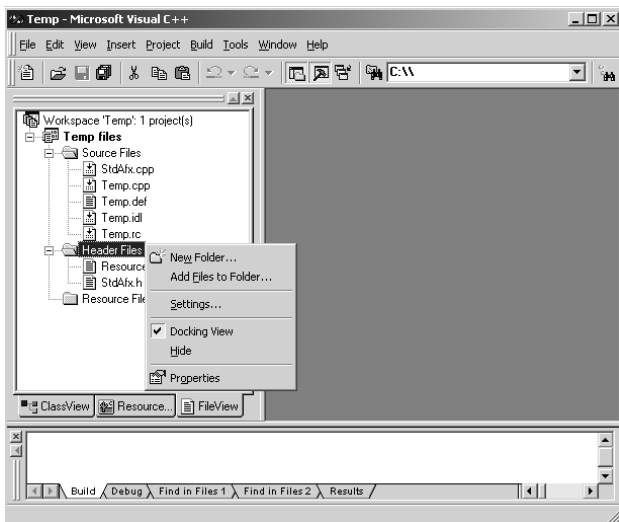 Temp - Microsoft Visual C++
File Edit View Insert Project Build Tools Window Help
C:\\
Workspace 'Temp': 1 project(s)
Temp files
Source Files
StdAfx.cpp
Temp.cpp
Temp.def
Temp.idl
Temp.rc
Header Files
New Folder...
Resource
Add Files to Folder...
StdAfx.h
Resource File
Settings...
Docking View
Hide
Properties
ClassView Resource... FileView
Build Debug Find in Files 1 Find in Files 2 Results